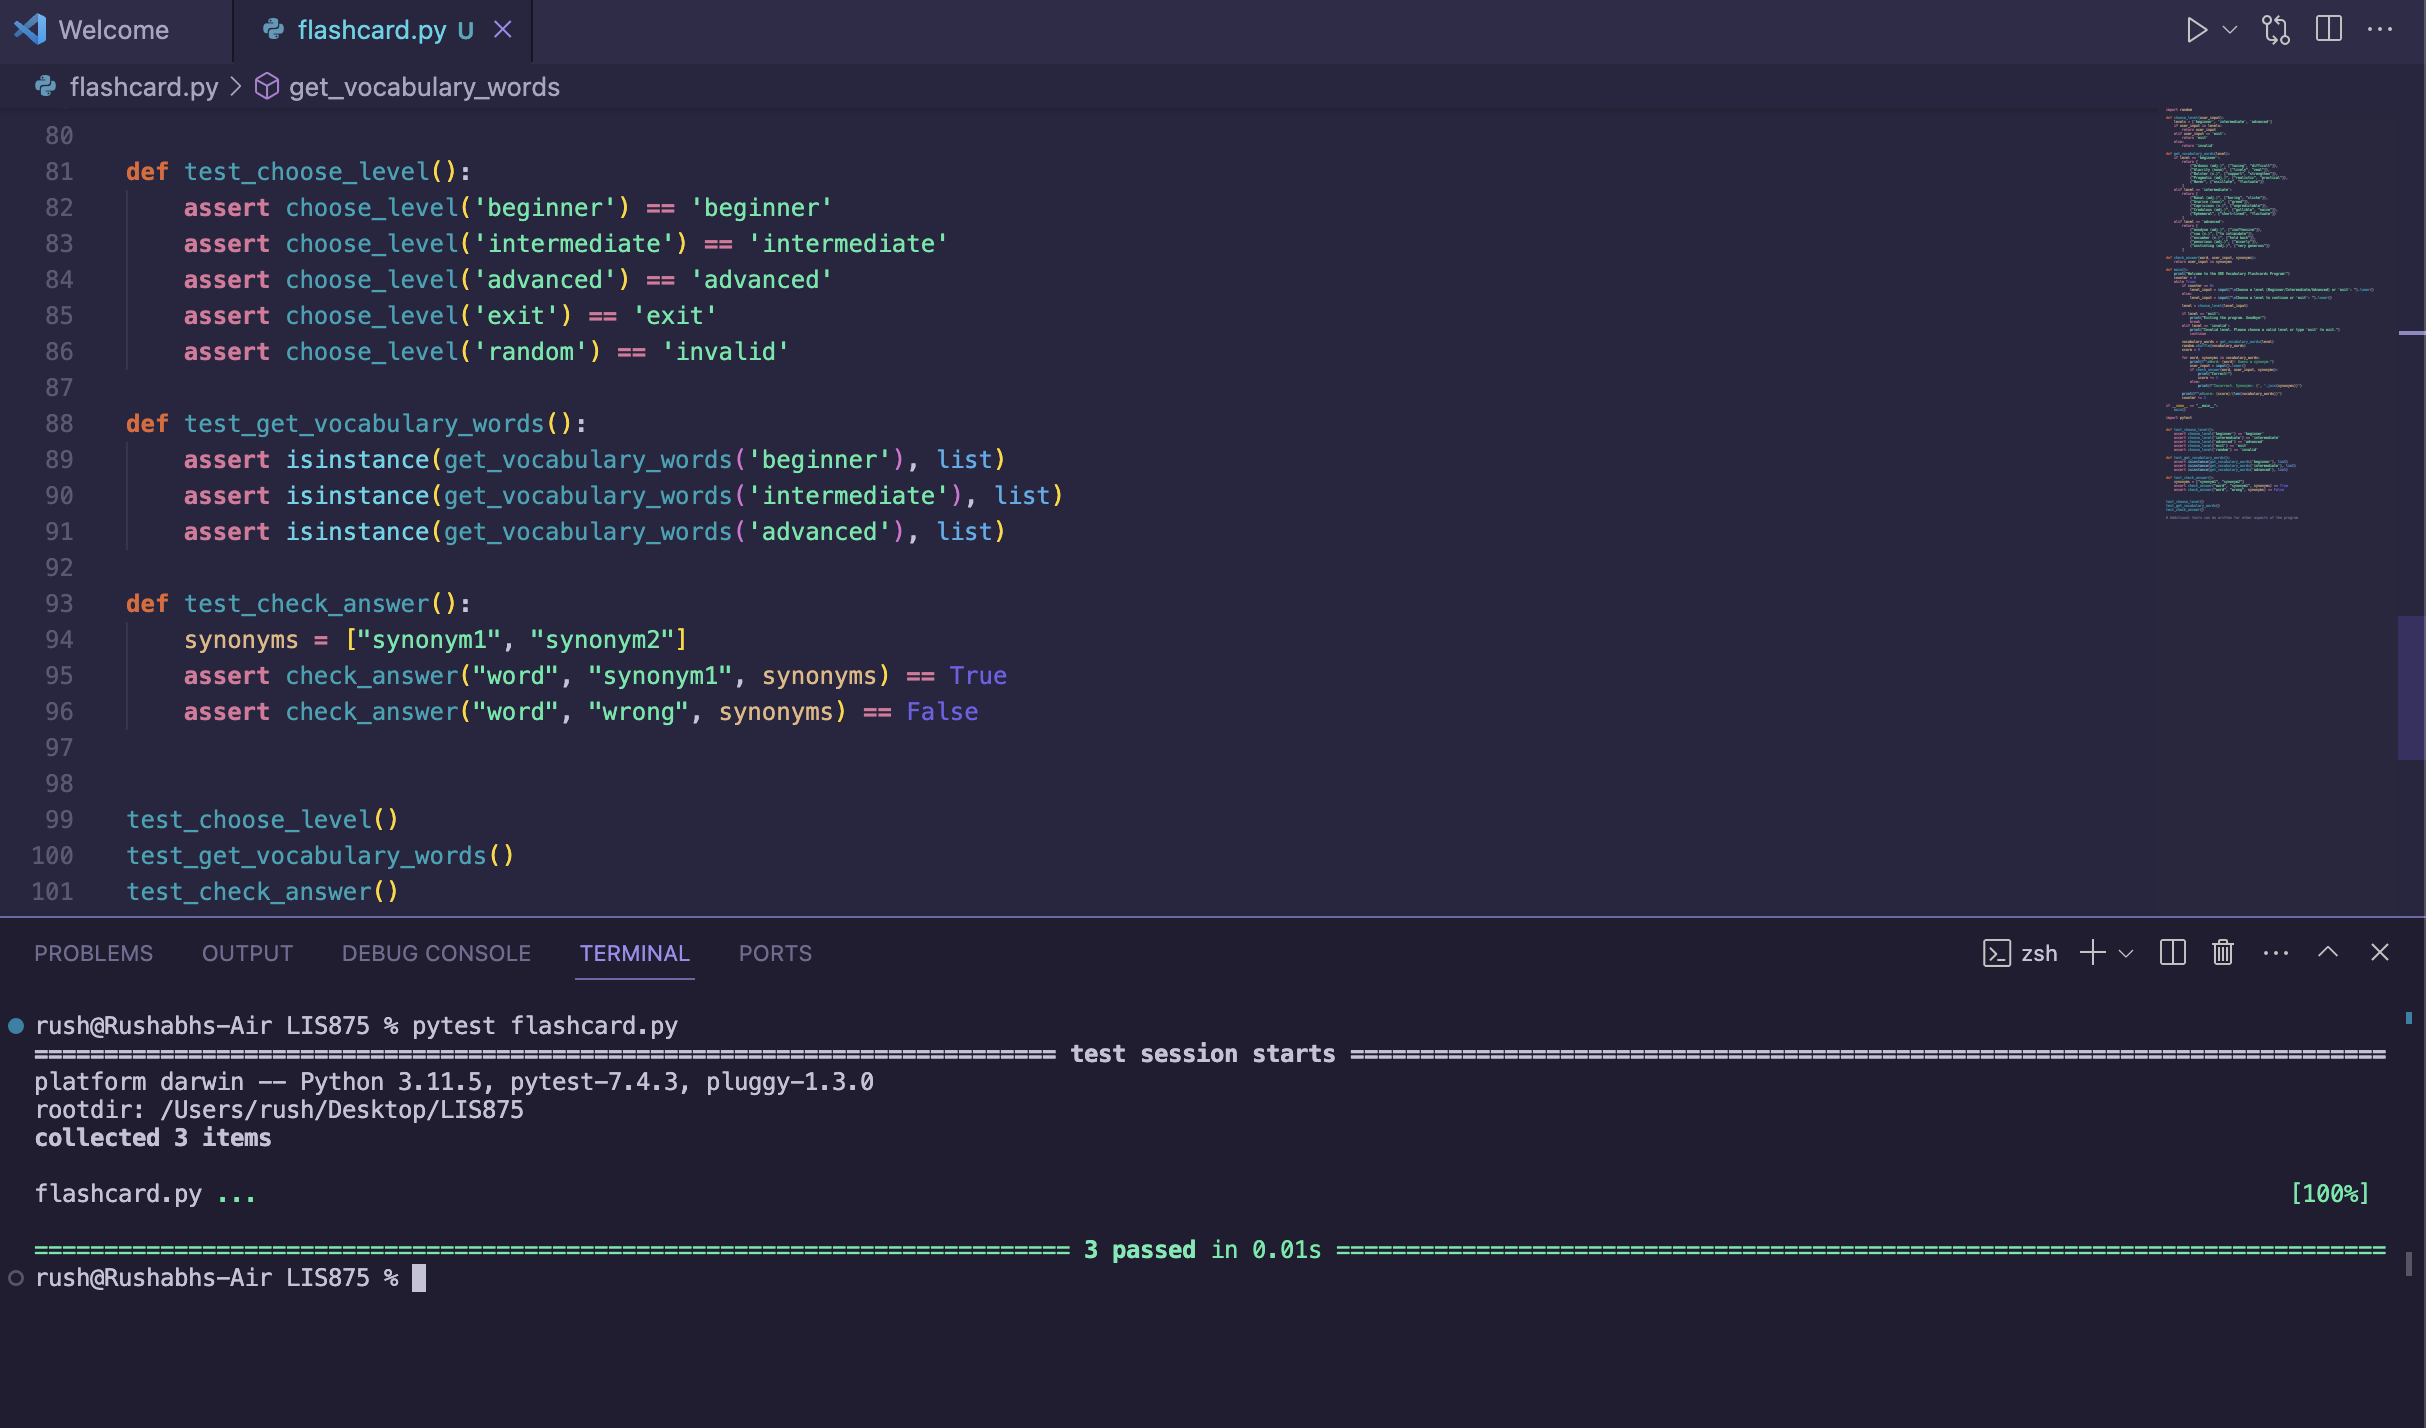 Welcome
flashcard.py U
flashcard.py > get_vocabulary_words
80
81 def test_choose_level():
82     assert choose_level('beginner') == 'beginner'
83     assert choose_level('intermediate') == 'intermediate'
84     assert choose_level('advanced') == 'advanced'
85     assert choose_level('exit') == 'exit'
86     assert choose_level('random') == 'invalid'
87
88 def test_get_vocabulary_words():
89     assert isinstance(get_vocabulary_words('beginner'), list)
90     assert isinstance(get_vocabulary_words('intermediate'), list)
91     assert isinstance(get_vocabulary_words('advanced'), list)
92
93 def test_check_answer():
94     synonyms = ["synonym1", "synonym2"]
95     assert check_answer("word", "synonym1", synonyms) == True
96     assert check_answer("word", "wrong", synonyms) == False
97
98
99 test_choose_level()
100 test_get_vocabulary_words()
101 test_check_answer()
PROBLEMS OUTPUT DEBUG CONSOLE TERMINAL PORTS zsh
rush@Rushabhs-Air LIS875 % pytest flashcard.py
test session starts
platform darwin -- Python 3.11.5, pytest-7.4.3, pluggy-1.3.0
rootdir: /Users/rush/Desktop/LIS875
collected 3 items
flashcard.py ... [100%]
3 passed in 0.01s
rush@Rushabhs-Air LIS875 %